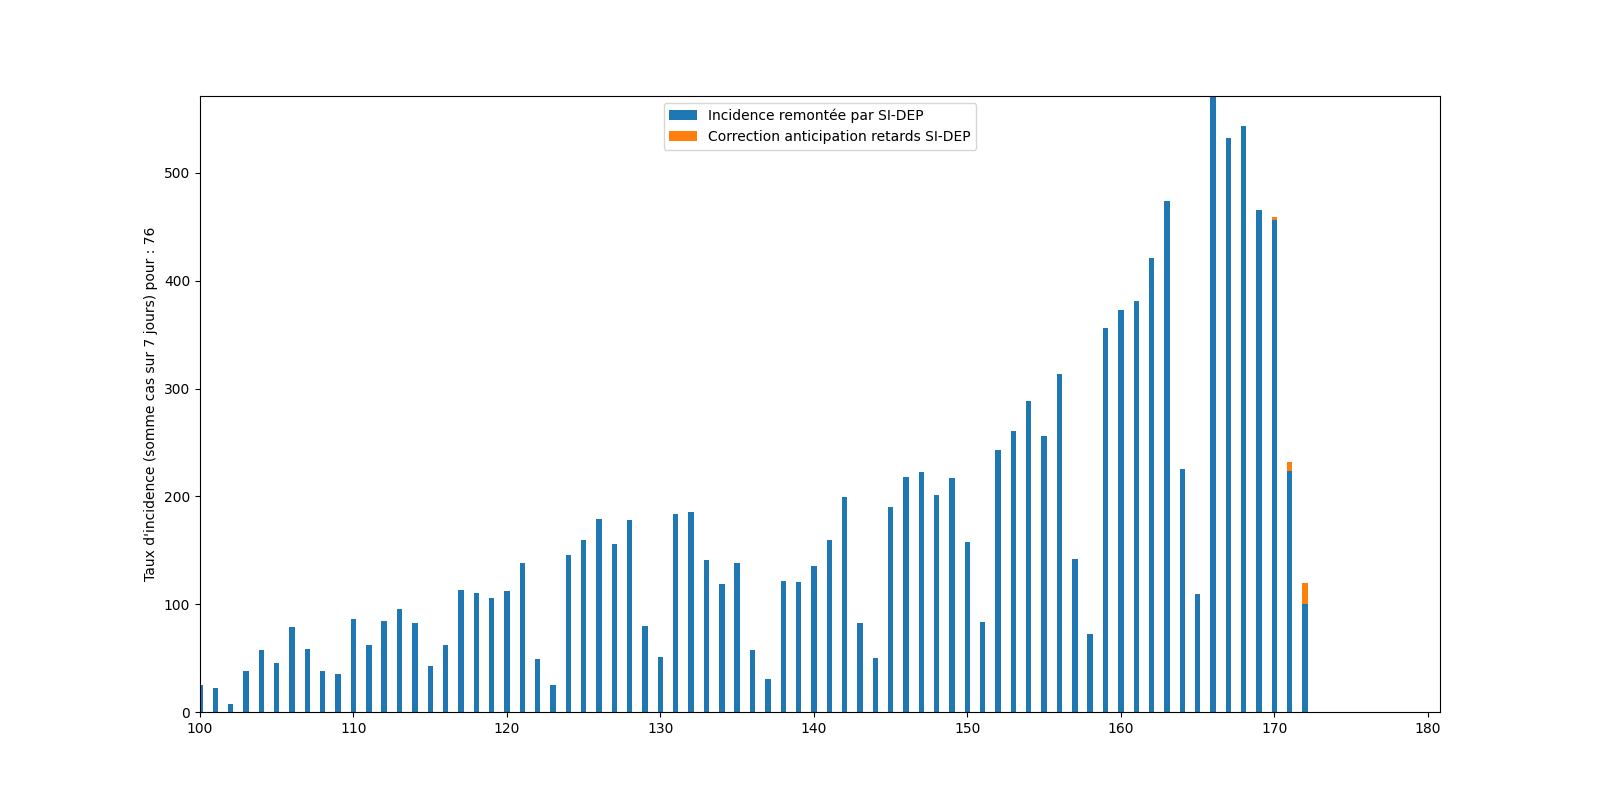 Incidence remontée par SI-DEP
Correction anticipation retards SI-DEP
Taux d'incidence (somme cas sur 7 jours) pour : 76
500
400
300
200
100
0
100 110 120 130 140 150 160 170 180